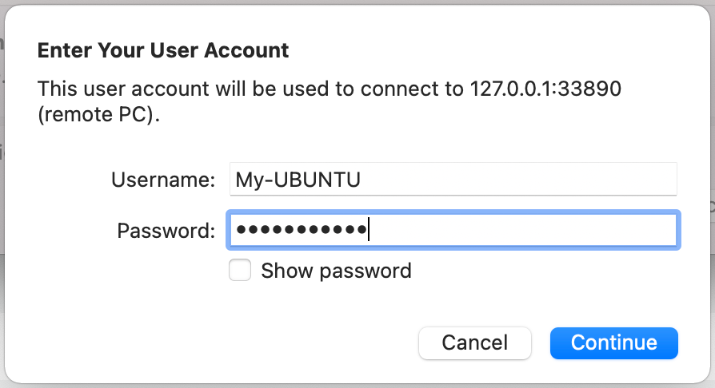 Enter Your User Account
This user account will be used to connect to 127.0.0.1:33890
(remote PC).
Username: My-UBUNTU
Password: •••••••••••
Show password
Cancel Continue